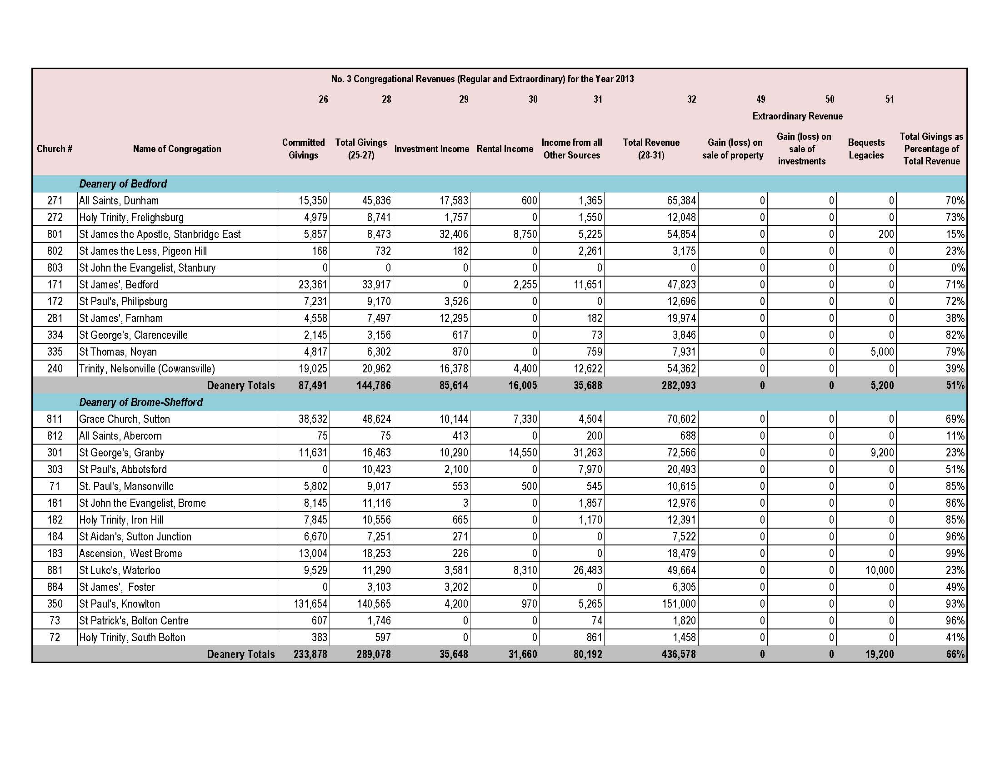 No. 3 Congregational Revenues (Regular and Extraordinary) for the Year 2013
26 28 29 30 31 32 49 50 51
Extraordinary Revenue
Church # Name of Congregation Committed Givings Total Givings (25-27) Investment Income Rental Income Income from all Other Sources Total Revenue (28-31) Gain (loss) on sale of property Gain (loss) on sale of investments Bequests Legacies Total Givings as Percentage of Total Revenue
Deanery of Bedford
271 All Saints, Dunham 15,350 45,836 17,583 600 1,365 65,384 0 0 0 70%
272 Holy Trinity, Frelighsburg 4,979 8,741 1,757 0 1,550 12,048 0 0 0 73%
801 St James the Apostle, Stanbridge East 5,857 8,473 32,406 8,750 5,225 54,854 0 0 200 15%
802 St James the Less, Pigeon Hill 168 732 182 0 2,261 3,175 0 0 0 23%
803 St John the Evangelist, Stanbury 0 0 0 0 0 0 0 0 0 0%
171 St James', Bedford 23,361 33,917 0 2,255 11,651 47,823 0 0 0 71%
172 St Paul's, Philipsburg 7,231 9,170 3,526 0 0 12,696 0 0 0 72%
281 St James', Farnham 4,558 7,497 12,295 0 182 19,974 0 0 0 38%
334 St George's, Clarenceville 2,145 3,156 617 0 73 3,846 0 0 0 82%
335 St Thomas, Noyan 4,817 6,302 870 0 759 7,931 0 0 5,000 79%
240 Trinity, Nelsonville (Cowansville) 19,025 20,962 16,378 4,400 12,622 54,362 0 0 0 39%
Deanery Totals 87,491 144,786 85,614 16,005 35,688 282,093 0 0 5,200 51%
Deanery of Brome-Shefford
811 Grace Church, Sutton 38,532 48,624 10,144 7,330 4,504 70,602 0 0 0 69%
812 All Saints, Abercorn 75 75 413 0 200 688 0 0 0 11%
301 St George's, Granby 11,631 16,463 10,290 14,550 31,263 72,566 0 0 9,200 23%
303 St Paul's, Abbotsford 0 10,423 2,100 0 7,970 20,493 0 0 0 51%
71 St. Paul's, Mansonville 5,802 9,017 553 500 545 10,615 0 0 0 85%
181 St John the Evangelist, Brome 8,145 11,116 3 0 1,857 12,976 0 0 0 86%
182 Holy Trinity, Iron Hill 7,845 10,556 665 0 1,170 12,391 0 0 0 85%
184 St Aidan's, Sutton Junction 6,670 7,251 271 0 0 7,522 0 0 0 96%
183 Ascension, West Brome 13,004 18,253 226 0 0 18,479 0 0 0 99%
881 St Luke's, Waterloo 9,529 11,290 3,581 8,310 26,483 49,664 0 0 10,000 23%
884 St James', Foster 0 3,103 3,202 0 0 6,305 0 0 0 49%
350 St Paul's, Knowlton 131,654 140,565 4,200 970 5,265 151,000 0 0 0 93%
73 St Patrick's, Bolton Centre 607 1,746 0 0 74 1,820 0 0 0 96%
72 Holy Trinity, South Bolton 383 597 0 0 861 1,458 0 0 0 41%
Deanery Totals 233,878 289,078 35,648 31,660 80,192 436,578 0 0 19,200 66%